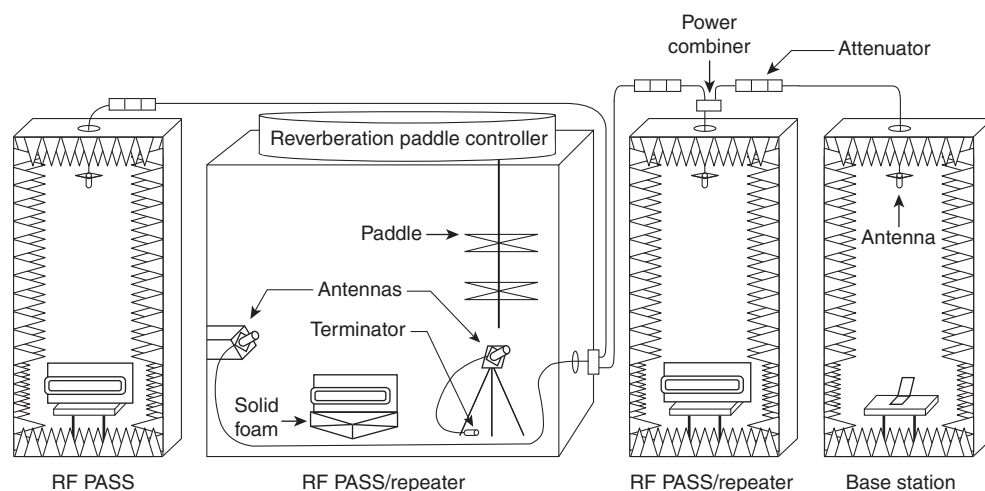 Power
combiner
Attenuator
Reverberation paddle controller
Paddle
Antenna
Antennas
Terminator
Solid
foam
RF PASS
RF PASS/repeater
RF PASS/repeater
Base station